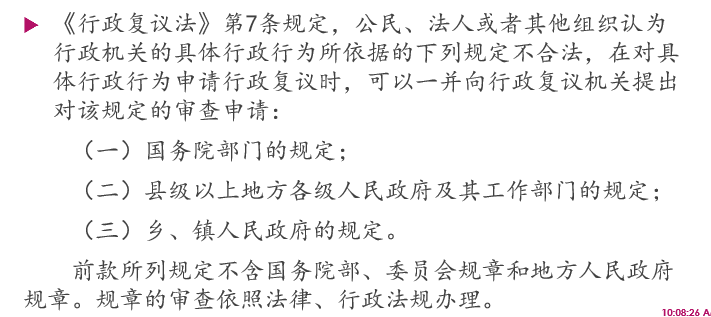 ▶ 《行政复议法》第7条规定，公民、法人或者其他组织认为
行政机关的具体行政行为所依据的下列规定不合法，在对具
体行政行为申请行政复议时，可以一并向行政复议机关提出
对该规定的审查申请：
（一）国务院部门的规定；
（二）县级以上地方各级人民政府及其工作部门的规定；
（三）乡、镇人民政府的规定。
前款所列规定不含国务院部、委员会规章和地方人民政府
规章。规章的审查依照法律、行政法规办理。
10:08:26 A